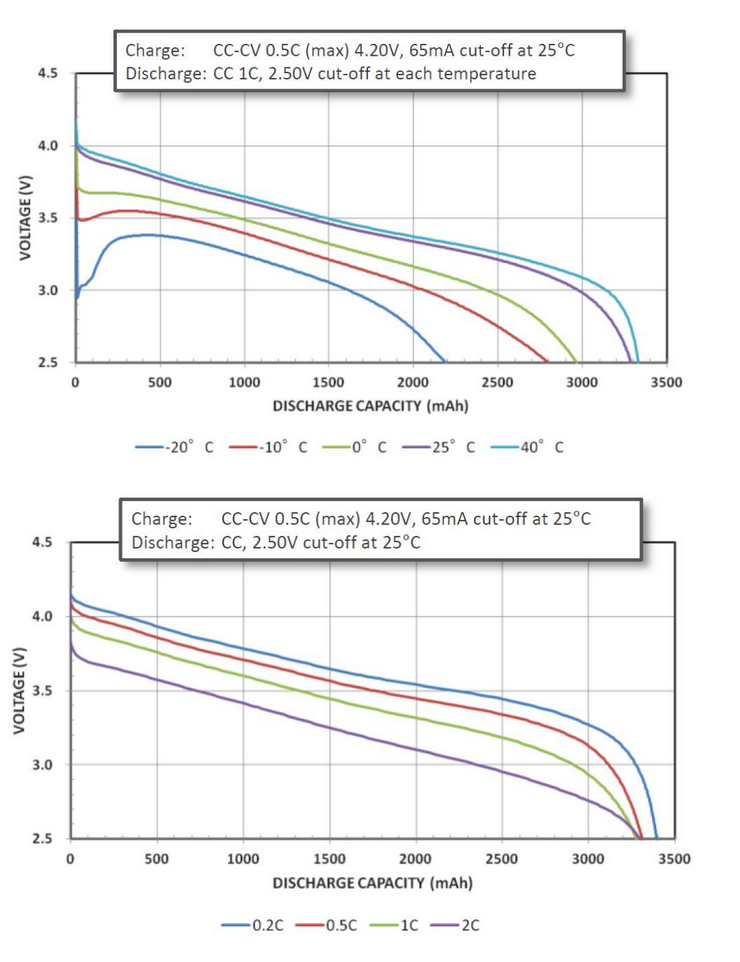 Charge: CC-CV 0.5C (max) 4.20V, 65mA cut-off at 25°C
Discharge: CC 1C, 2.50V cut-off at each temperature
4.5
4.0
3.5
3.0
2.5
VOLTAGE (V)
0 500 1000 1500 2000 2500 3000 3500
DISCHARGE CAPACITY (mAh)
-20° C -10° C 0° C 25° C 40° C
Charge: CC-CV 0.5C (max) 4.20V, 65mA cut-off at 25°C
Discharge: CC, 2.50V cut-off at 25°C
4.5
4.0
3.5
3.0
2.5
VOLTAGE (V)
0 500 1000 1500 2000 2500 3000 3500
DISCHARGE CAPACITY (mAh)
0.2C 0.5C 1C 2C